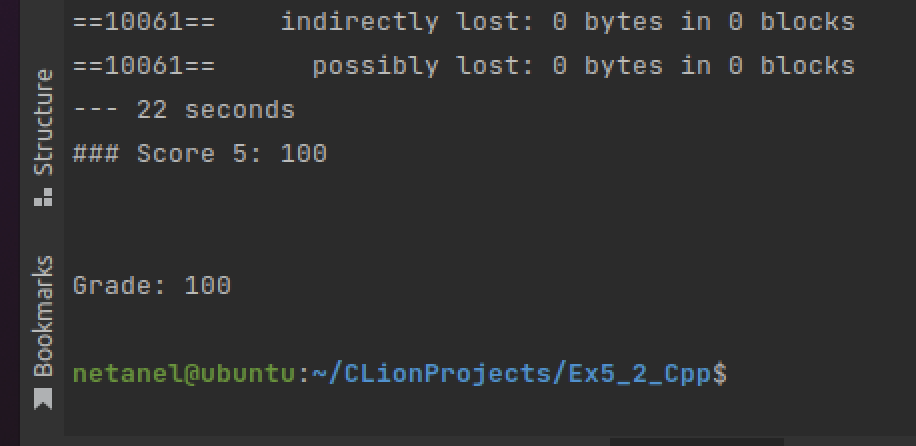 ==10061==    indirectly lost: 0 bytes in 0 blocks
==10061==      possibly lost: 0 bytes in 0 blocks
--- 22 seconds
### Score 5: 100
Grade: 100
netanel@ubuntu:~/CLionProjects/Ex5_2_Cpp$
Structure
Bookmarks